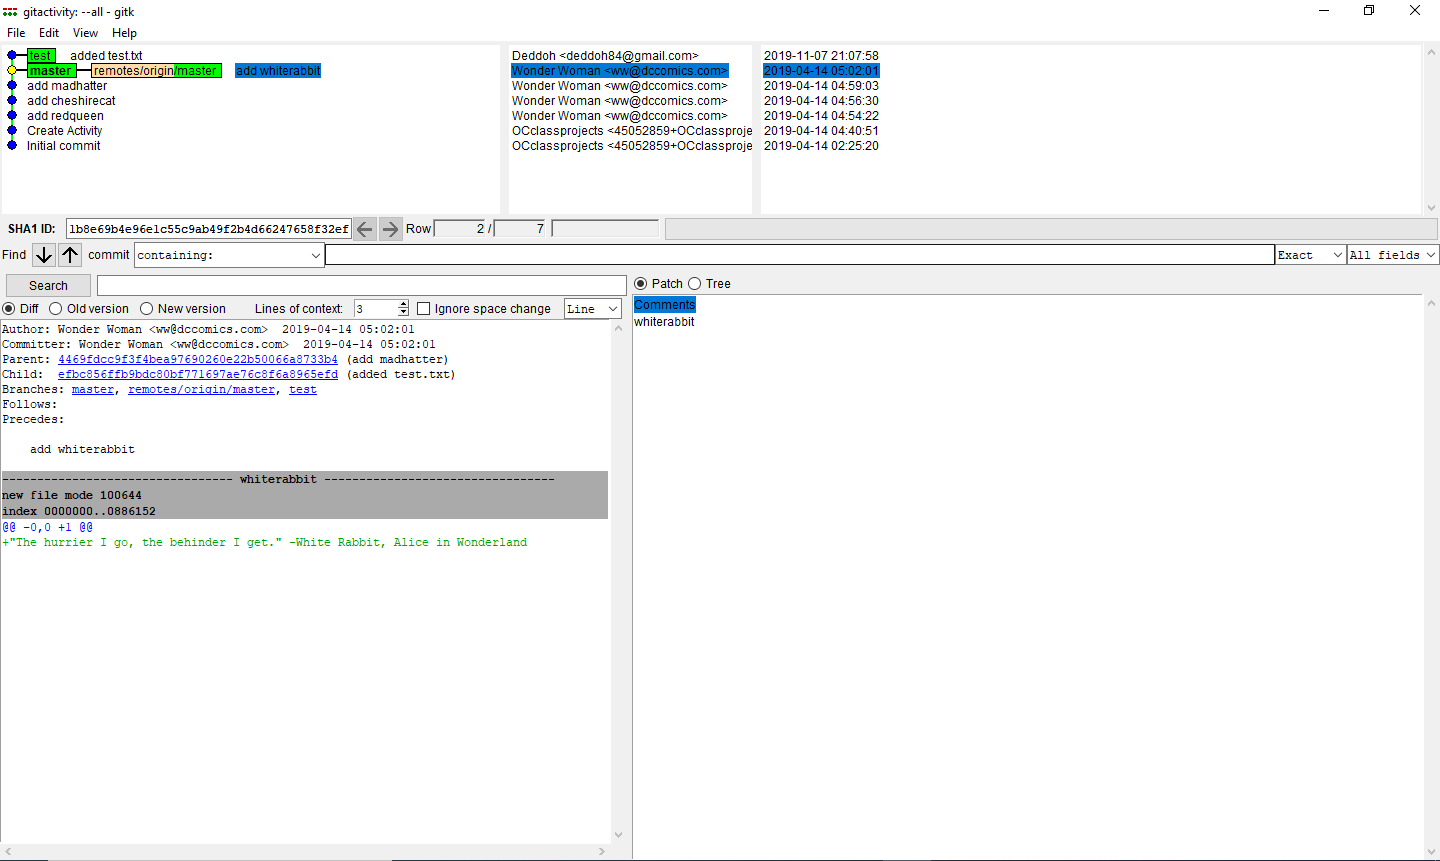 gitactivity: --all - gitk
File Edit View Help
test added test.txt Deddoh <deddoh84@gmail.com> 2019-11-07 21:07:58
master remotes/origin/master add whiterabbit Wonder Woman <ww@dccomics.com> 2019-04-14 05:02:01
add madhatter Wonder Woman <ww@dccomics.com> 2019-04-14 04:59:03
add cheshirecat Wonder Woman <ww@dccomics.com> 2019-04-14 04:56:30
add redqueen Wonder Woman <ww@dccomics.com> 2019-04-14 04:54:22
Create Activity OCclassprojects <45052859+OCclassproje 2019-04-14 04:40:51
Initial commit OCclassprojects <45052859+OCclassproje 2019-04-14 02:25:20
SHA1 ID: 1b8e69b4e96e1c55c9ab49f2b4d66247658f32ef Row 2 / 7
Find commit containing: Exact All fields
Search Patch Tree
Diff Old version New version Lines of context: 3 Ignore space change Line
Comments
whiterabbit
Author: Wonder Woman <ww@dccomics.com> 2019-04-14 05:02:01
Committer: Wonder Woman <ww@dccomics.com> 2019-04-14 05:02:01
Parent: 4469fdcc9f3f4bea97690260e22b50066a8733b4 (add madhatter)
Child: efbc856ffb9bdc80bf771697ae76c8f6a8965efd (added test.txt)
Branches: master, remotes/origin/master, test
Follows:
Precedes:
add whiterabbit
--------------------------------- whiterabbit ---------------------------------
new file mode 100644
index 0000000..0886152
@@ -0,0 +1 @@
+"The hurrier I go, the behinder I get." -White Rabbit, Alice in Wonderland